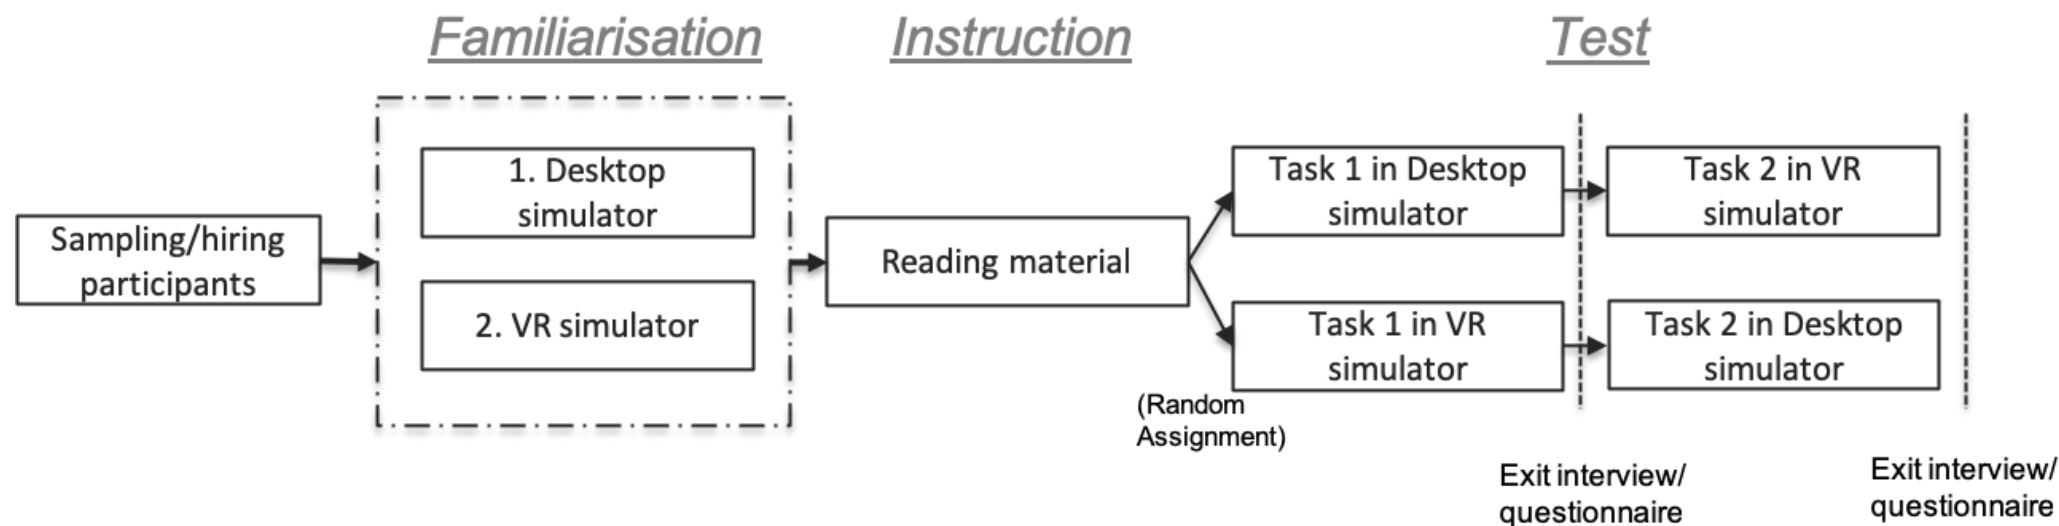 Familiarisation
Instruction
Test
Sampling/hiring
participants
1. Desktop
simulator
2. VR simulator
Reading material
(Random
Assignment)
Task 1 in Desktop
simulator
Task 2 in VR
simulator
Task 1 in VR
simulator
Task 2 in Desktop
simulator
Exit interview/
questionnaire
Exit interview/
questionnaire